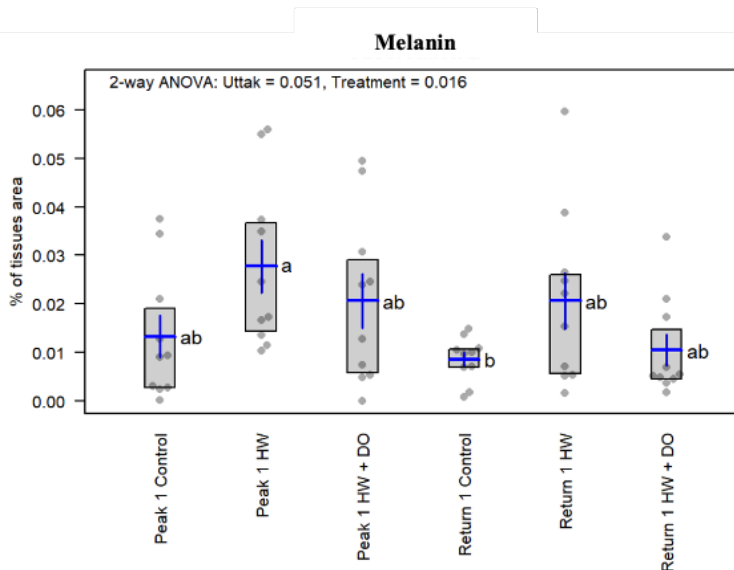 Melanin
2-way ANOVA: Uttak = 0.051, Treatment = 0.016
% of tissues area
0.06
0.05
0.04
0.03
0.02
0.01
0.00
ab
a
ab
b
ab
ab
Peak 1 Control
Peak 1 HW
Peak 1 HW + DO
Return 1 Control
Return 1 HW
Return 1 HW + DO